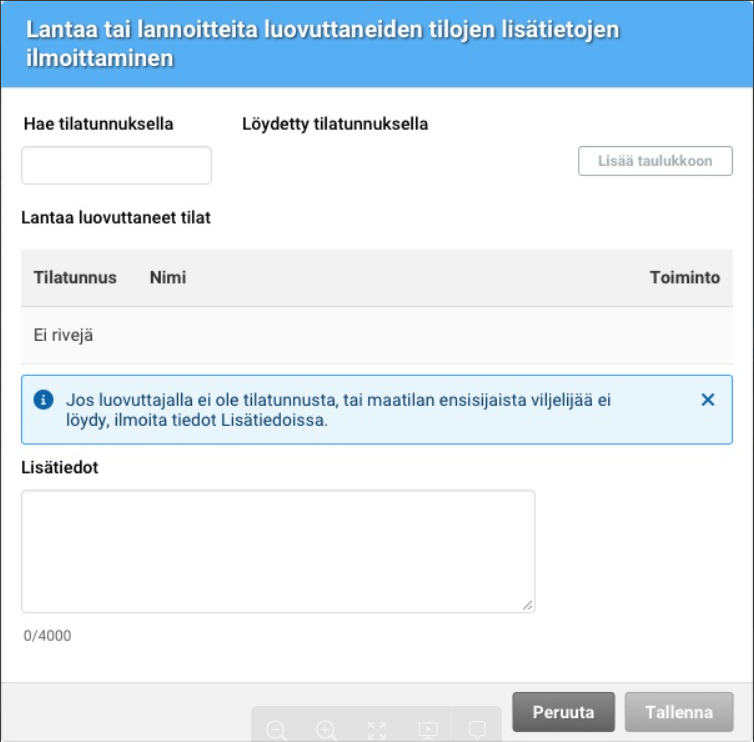 Lantaa tai lannoitteita luovuttaneiden tilojen lisätietojen
ilmoittaminen
Hae tilatunnuksella
Löydetty tilatunnuksella
Lisää taulukkoon
Lantaa luovuttaneet tilat
Tilatunnus Nimi Toiminto
Ei rivejä
Jos luovuttajalla ei ole tilatunnusta, tai maatilan ensisijaista viljelijää ei
löydy, ilmoita tiedot Lisätiedoissa.
Lisätiedot
0/4000
Peruuta
Tallenna